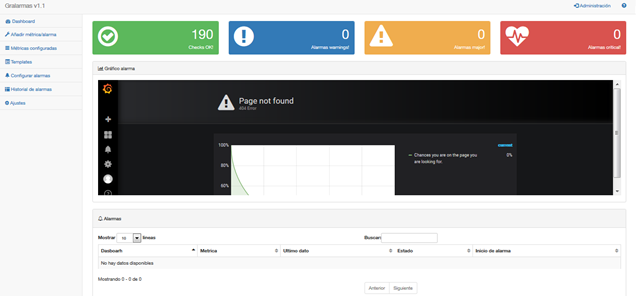 Gralarmas v1.1
Administración
Dashboard
Añadir métrica/alarma
Métricas configuradas
Templates
Configurar alarmas
Historial de alarmas
Ajustes
190
Checks OK!
0
Alarmas warnings!
0
Alarmas major!
0
Alarmas critical!
Gráfico alarma
Page not found
404 Error
100%
80%
60%
current
Chances you are on the page you are looking for.
0%
Alarmas
Mostrar 10 líneas
Buscar:
Dasboarh Metrica Ultimo dato Estado Inicio de alarma
No hay datos disponibles
Mostrando 0 - 0 de 0
Anterior Siguiente